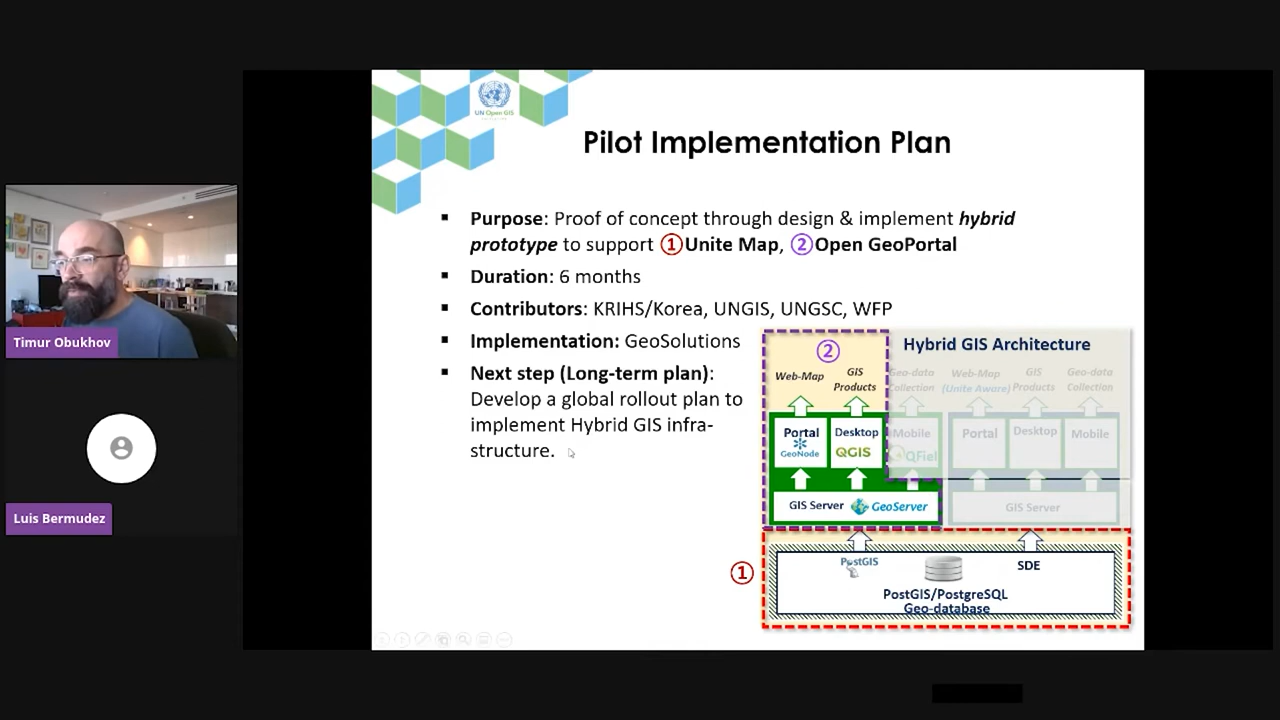 UN Open GIS
Pilot Implementation Plan
▪ Purpose: Proof of concept through design & implement hybrid
prototype to support ①Unite Map, ②Open GeoPortal
▪ Duration: 6 months
▪ Contributors: KRIHS/Korea, UNGIS, UNGSC, WFP
▪ Implementation: GeoSolutions
▪ Next step (Long-term plan):
Develop a global rollout plan to
implement Hybrid GIS infra-
structure.
②
Hybrid GIS Architecture
Web-Map
GIS
Products
Geo-data
Collection
Web-Map
(Unite Aware)
GIS
Products
Geo-data
Collection
Portal
GeoNode
Desktop
QGIS
Mobile
QFiel
Portal
Desktop
Mobile
GIS Server
GeoServer
GIS Server
①
PostGIS
SDE
PostGIS/PostgreSQL
Geo-database
Timur Obukhov
Luis Bermudez